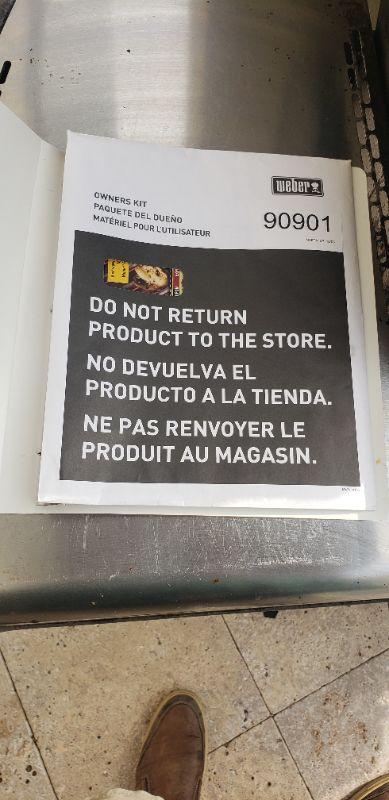 weber
OWNERS KIT
PAQUETE DEL DUEÑO
MATÉRIEL POUR L'UTILISATEUR
90901
DO NOT RETURN
PRODUCT TO THE STORE.
NO DEVUELVA EL
PRODUCTO A LA TIENDA.
NE PAS RENVOYER LE
PRODUIT AU MAGASIN.